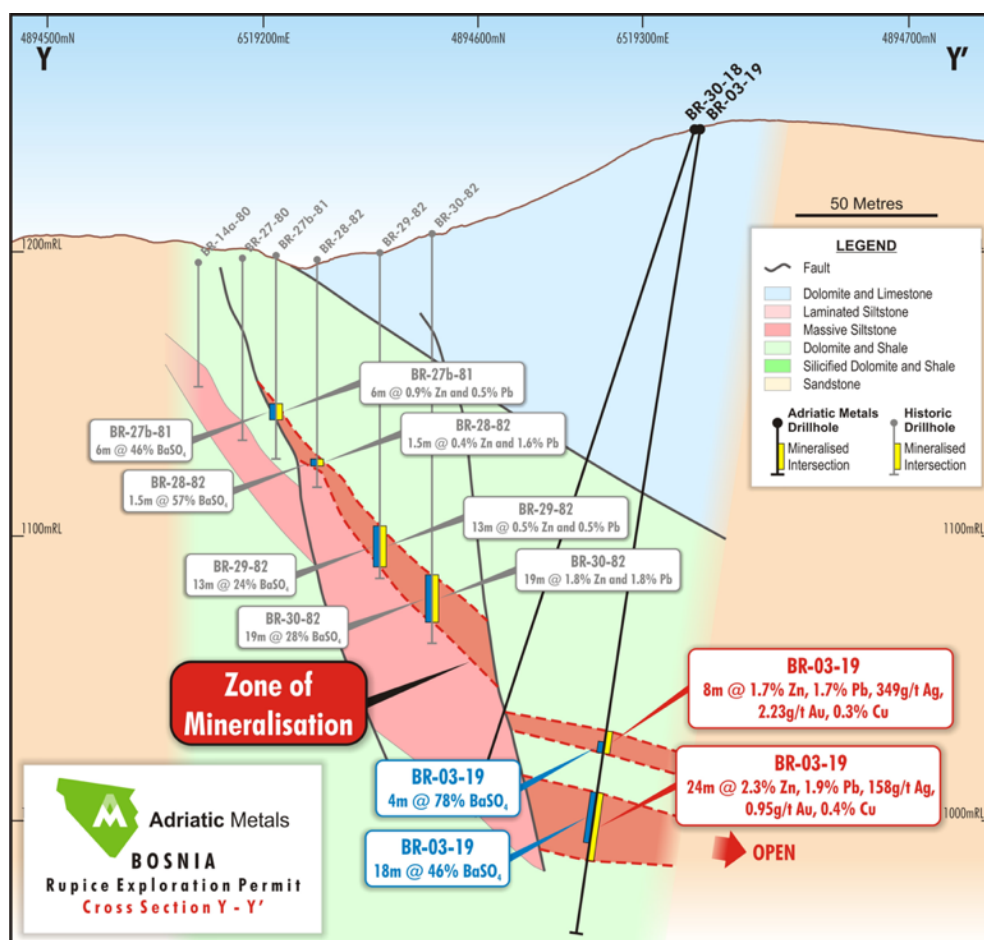 4894500mN
6519200mE
4894600mN
6519300mE
4894700mN
Y
Y'
BR-30-18
BR-03-19
BR-14a-80
BR-27-80
BR-27b-81
BR-28-82
BR-29-82
BR-30-82
50 Metres
1200mRL
LEGEND
Fault
Dolomite and Limestone
Laminated Siltstone
Massive Siltstone
Dolomite and Shale
Silicified Dolomite and Shale
Sandstone
Adriatic Metals
Drillhole
Mineralised
Intersection
Historic
Drillhole
Mineralised
Intersection
BR-27b-81
6m @ 0.9% Zn and 0.5% Pb
BR-27b-81
6m @ 46% BaSO₄
BR-28-82
1.5m @ 0.4% Zn and 1.6% Pb
BR-28-82
1.5m @ 57% BaSO₄
BR-29-82
13m @ 0.5% Zn and 0.5% Pb
1100mRL
1100mRL
BR-29-82
13m @ 24% BaSO₄
BR-30-82
19m @ 1.8% Zn and 1.8% Pb
BR-30-82
19m @ 28% BaSO₄
Zone of
Mineralisation
BR-03-19
8m @ 1.7% Zn, 1.7% Pb, 349g/t Ag,
2.23g/t Au, 0.3% Cu
BR-03-19
4m @ 78% BaSO₄
BR-03-19
24m @ 2.3% Zn, 1.9% Pb, 158g/t Ag,
0.95g/t Au, 0.4% Cu
1000mRL
BR-03-19
18m @ 46% BaSO₄
OPEN
Adriatic Metals
BOSNIA
Rupice Exploration Permit
Cross Section Y - Y'